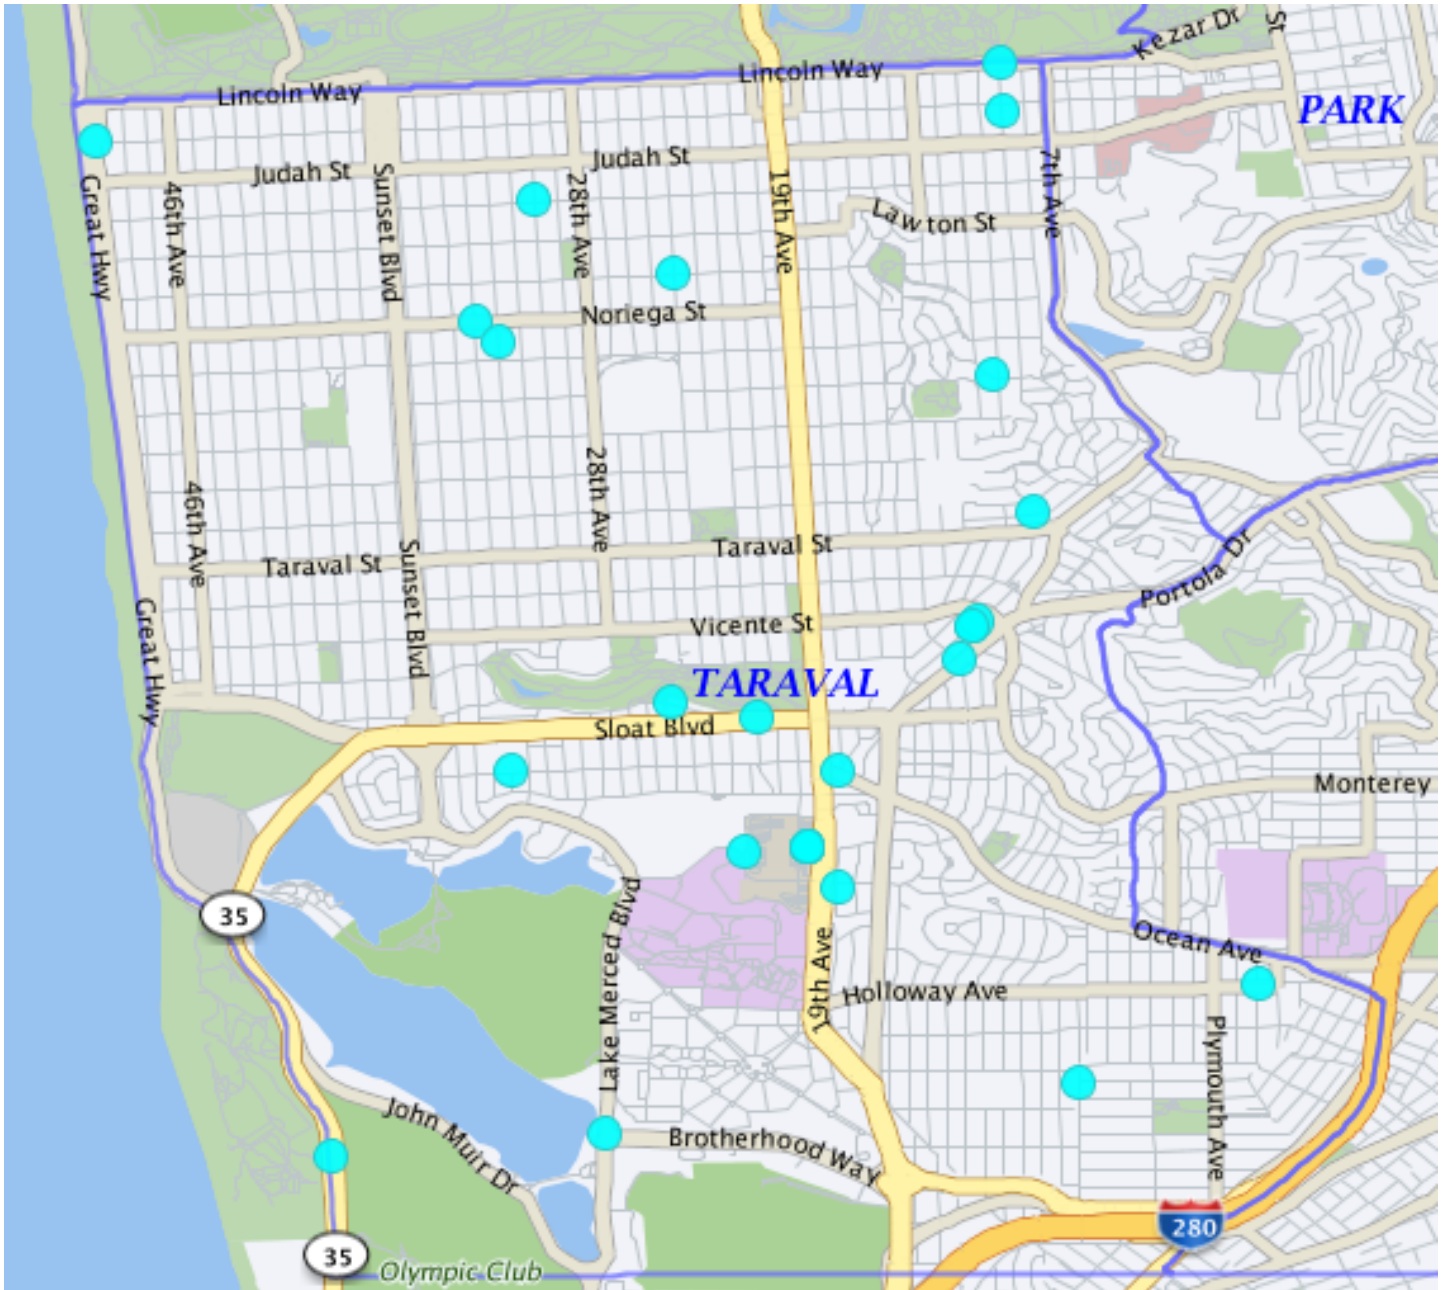 Kezar Dr
St
Lincoln Way
Lincoln Way
PARK
Judah St
Judah St
7th Ave
Great Hwy
46th Ave
Sunset Blvd
28th Ave
19th Ave
Lawton St
Noriega St
28th Ave
46th Ave
Taraval St
Taraval St
Sunset Blvd
Portola Dr
Great Hwy
Vicente St
TARAVAL
Sloat Blvd
Monterey
35
Lake Merced Blvd
19th Ave
Ocean Ave
Holloway Ave
Plymouth Ave
John Muir Dr
Brotherhood Way
280
35
Olympic Club